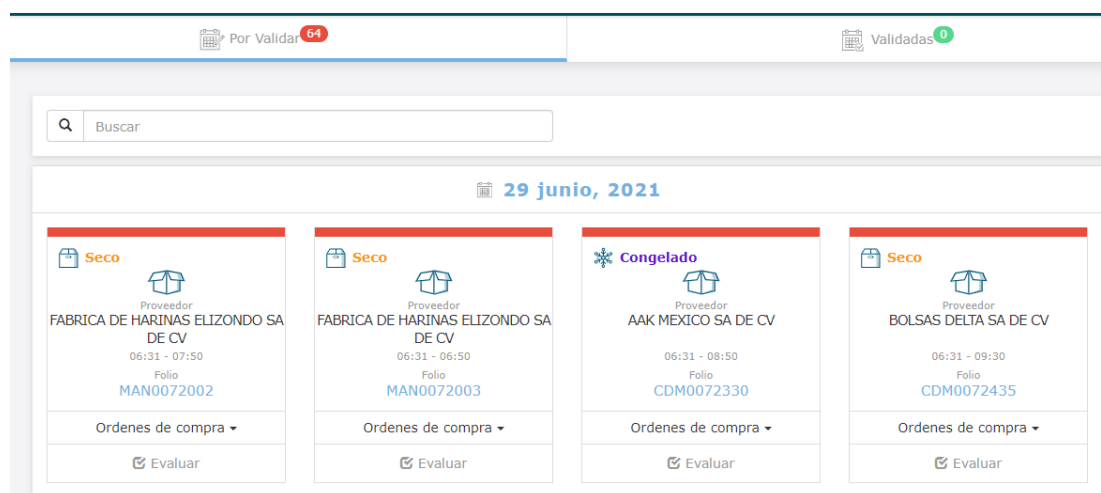 Por Validar 64
Validadas 0
Buscar
29 junio, 2021
Seco
Proveedor
FABRICA DE HARINAS ELIZONDO SA
DE CV
06:31 - 07:50
Folio
MAN0072002
Ordenes de compra
Evaluar
Seco
Proveedor
FABRICA DE HARINAS ELIZONDO SA
DE CV
06:31 - 06:50
Folio
MAN0072003
Ordenes de compra
Evaluar
Congelado
Proveedor
AAK MEXICO SA DE CV
06:31 - 08:50
Folio
CDM0072330
Ordenes de compra
Evaluar
Seco
Proveedor
BOLSAS DELTA SA DE CV
06:31 - 09:30
Folio
CDM0072435
Ordenes de compra
Evaluar